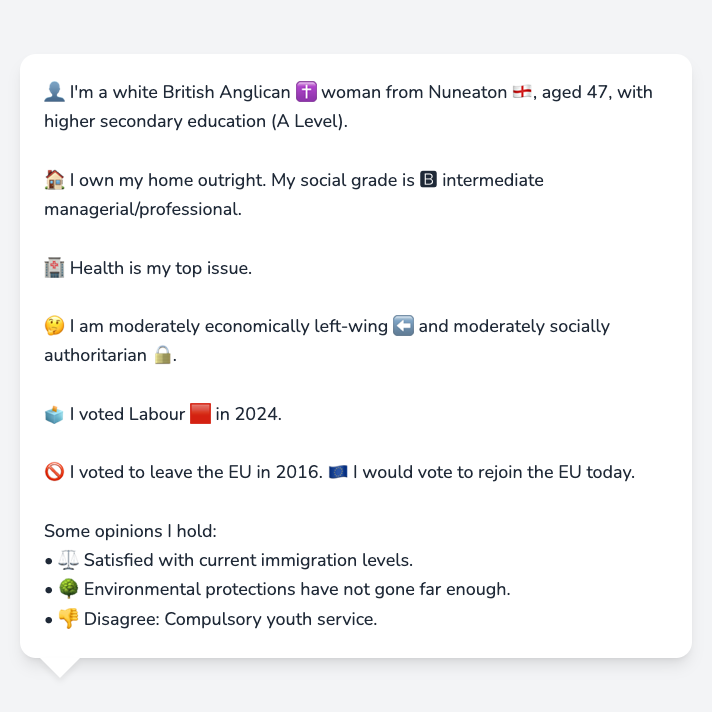 👤 I'm a white British Anglican ✝️ woman from Nuneaton 🏴󠁧󠁢󠁥󠁮󠁧󠁿, aged 47, with
higher secondary education (A Level).
🏠 I own my home outright. My social grade is 🅱 intermediate
managerial/professional.
🏥 Health is my top issue.
🤔 I am moderately economically left-wing ⬅️ and moderately socially
authoritarian 🔒.
🗳️ I voted Labour 🟥 in 2024.
🚫 I voted to leave the EU in 2016. 🇪🇺 I would vote to rejoin the EU today.
Some opinions I hold:
• ⚖️ Satisfied with current immigration levels.
• 🌳 Environmental protections have not gone far enough.
• 👎 Disagree: Compulsory youth service.